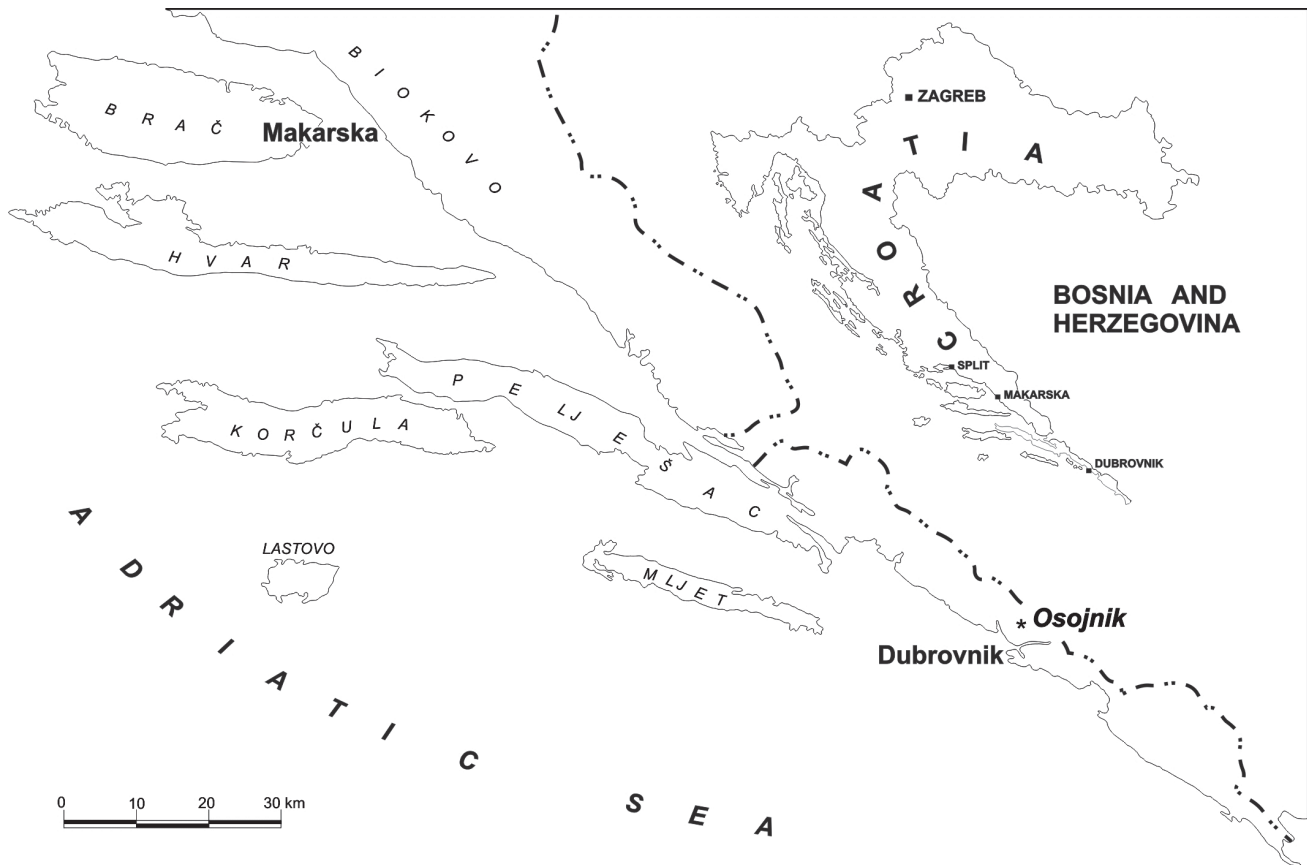 BIOKOVO
BRAČ
Makarska
HVAR
PELJEŠAC
KORČULA
LASTOVO
MLJET
ADRIATIC SEA
* Osojnik
Dubrovnik
0 10 20 30 km
ZAGREB
CROATIA
BOSNIA AND
HERZEGOVINA
SPLIT
MAKARSKA
DUBROVNIK